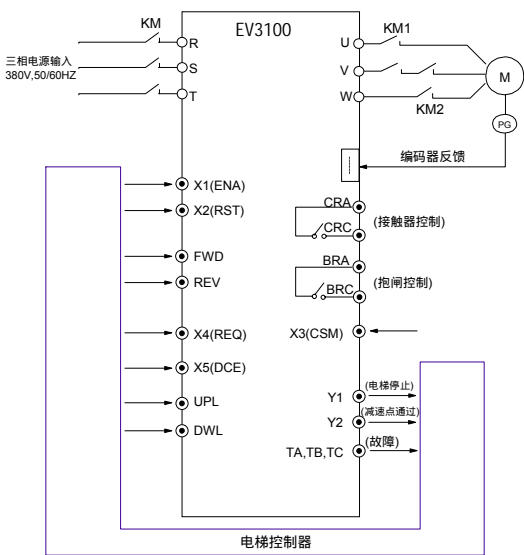 EV3100
KM
R
S
T
三相电源输入
380V,50/60HZ
U
V
W
KM1
KM2
M
PG
编码器反馈
X1(ENA)
X2(RST)
FWD
REV
X4(REQ)
X5(DCE)
UPL
DWL
CRA
CRC
(接触器控制)
BRA
BRC
(抱闸控制)
X3(CSM)
Y1
(电梯停止)
Y2
(减速点通过)
TA,TB,TC
(故障)
电梯控制器